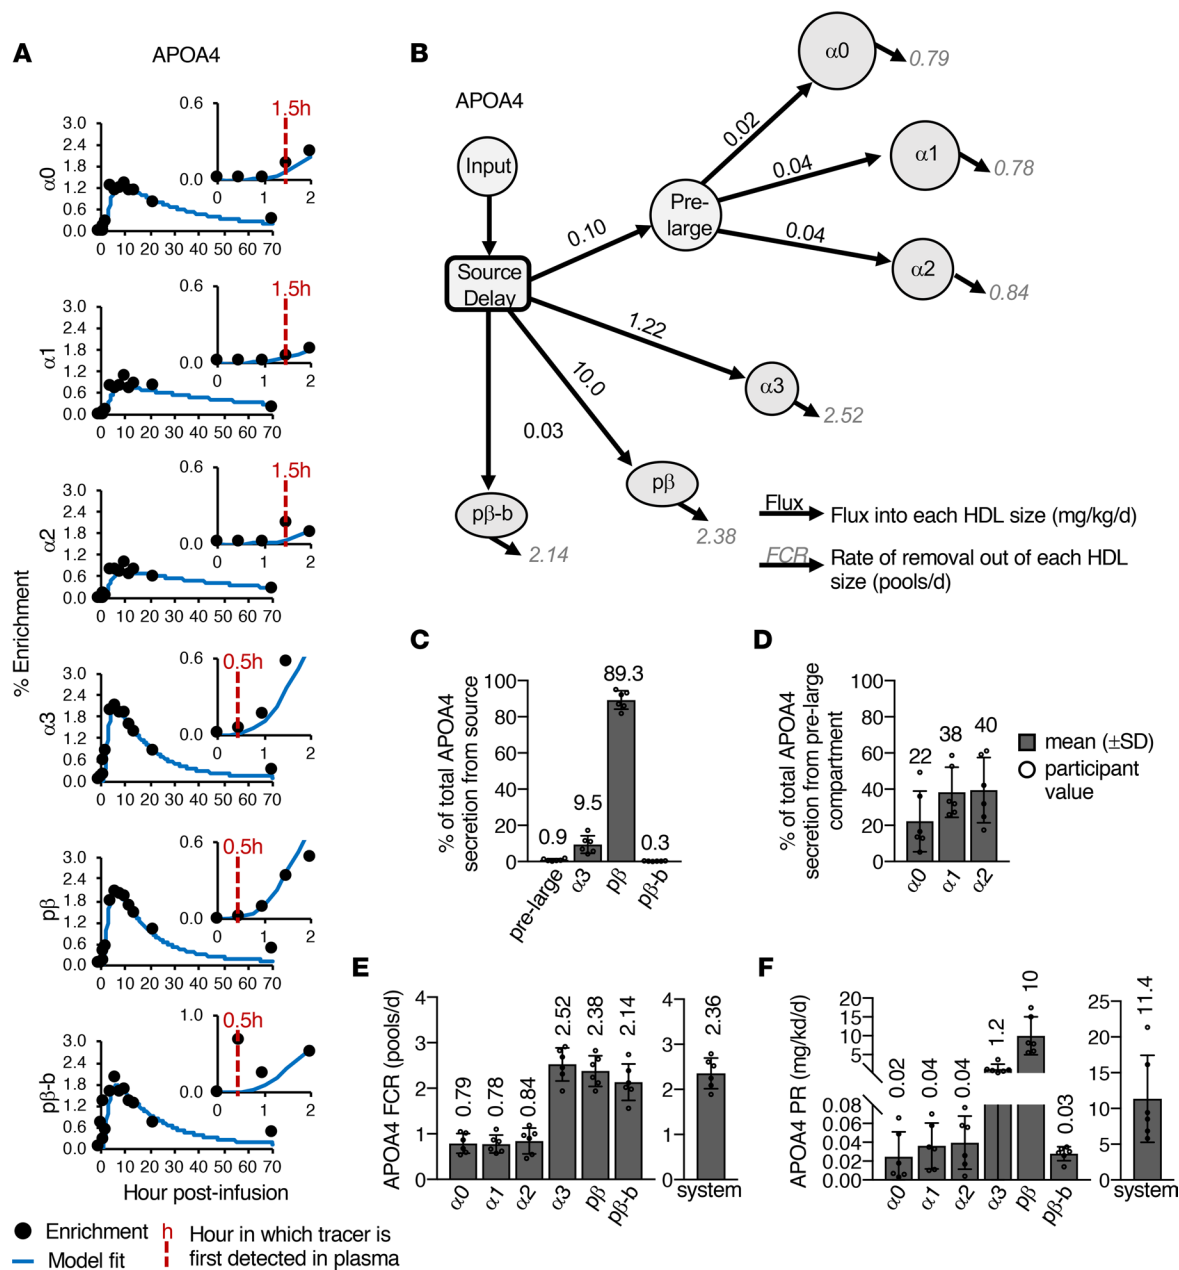 A
APOA4
% Enrichment
α0
3.0
2.4
1.8
1.2
0.6
0.0
0 10 20 30 40 50 60 70
0.6
0.0
0 1 2
1.5h
α1
3.0
2.4
1.8
1.2
0.6
0.0
0 10 20 30 40 50 60 70
0.6
0.0
0 1 2
1.5h
α2
3.0
2.4
1.8
1.2
0.6
0.0
0 10 20 30 40 50 60 70
0.6
0.0
0 1 2
1.5h
α3
3.0
2.4
1.8
1.2
0.6
0.0
0 10 20 30 40 50 60 70
0.6
0.0
0 1 2
0.5h
pβ
3.0
2.4
1.8
1.2
0.6
0.0
0 10 20 30 40 50 60 70
0.6
0.0
0 1 2
0.5h
pβ-b
3.0
2.4
1.8
1.2
0.6
0.0
0 10 20 30 40 50 60 70
1.0
0.0
0 1 2
0.5h
Hour post-infusion
Enrichment
Model fit
h
Hour in which tracer is
first detected in plasma
B
APOA4
Input
Source
Delay
0.10
Pre-
large
0.02
α0
0.79
0.04
α1
0.78
0.04
α2
0.84
1.22
α3
2.52
10.0
pβ
2.38
0.03
pβ-b
2.14
Flux
Flux into each HDL size (mg/kg/d)
FCR
Rate of removal out of each HDL
size (pools/d)
C
% of total APOA4
secretion from source
100
80
60
40
20
0
0.9
9.5
89.3
0.3
pre-large
α3
pβ
pβ-b
D
% of total APOA4
secretion from pre-large
compartment
100
80
60
40
20
0
22
38
40
α0
α1
α2
mean (±SD)
participant
value
E
APOA4 FCR (pools/d)
4
3
2
1
0
0.79
0.78
0.84
2.52
2.38
2.14
α0
α1
α2
α3
pβ
pβ-b
4
3
2
1
0
2.36
system
F
APOA4 PR (mg/kd/d)
20
15
10
5
0.08
0.06
0.04
0.02
0.00
0.02
0.04
0.04
1.2
10
0.03
α0
α1
α2
α3
pβ
pβ-b
25
20
15
10
5
0
11.4
system